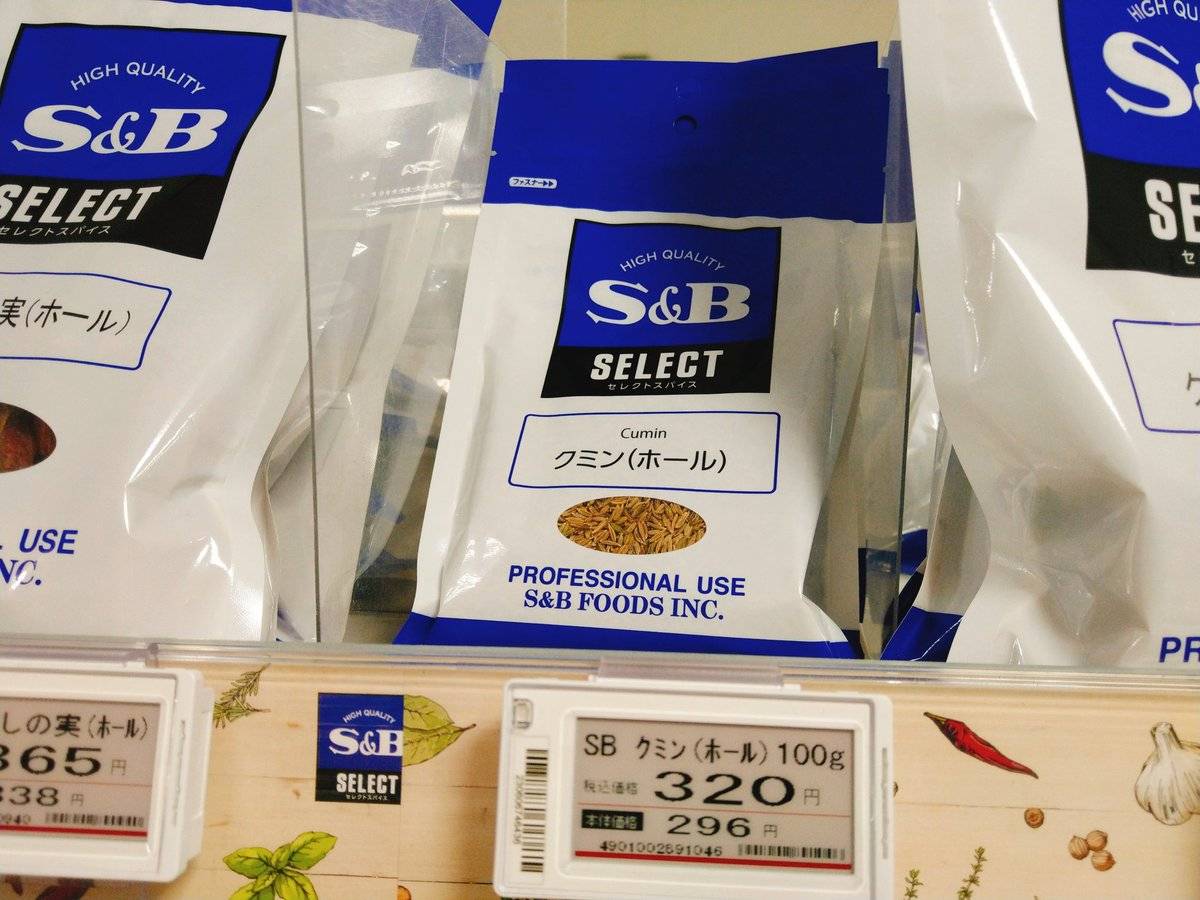 HIGH QUALITY
S&B
SELECT
セレクトスパイス
実(ホール)
USE
NC.
ファスナー▶▶
HIGH QUALITY
S&B
SELECT
セレクトスパイス
Cumin
クミン(ホール)
PROFESSIONAL USE
S&B FOODS INC.
HIGH QU
S&
SE
セ
PR
しの実(ホール)
365円
338円
HIGH QUALITY
S&B
SELECT
セレクトスパイス
SB クミン(ホール)100g
税込価格 320円
本体価格 296円
4901002891046